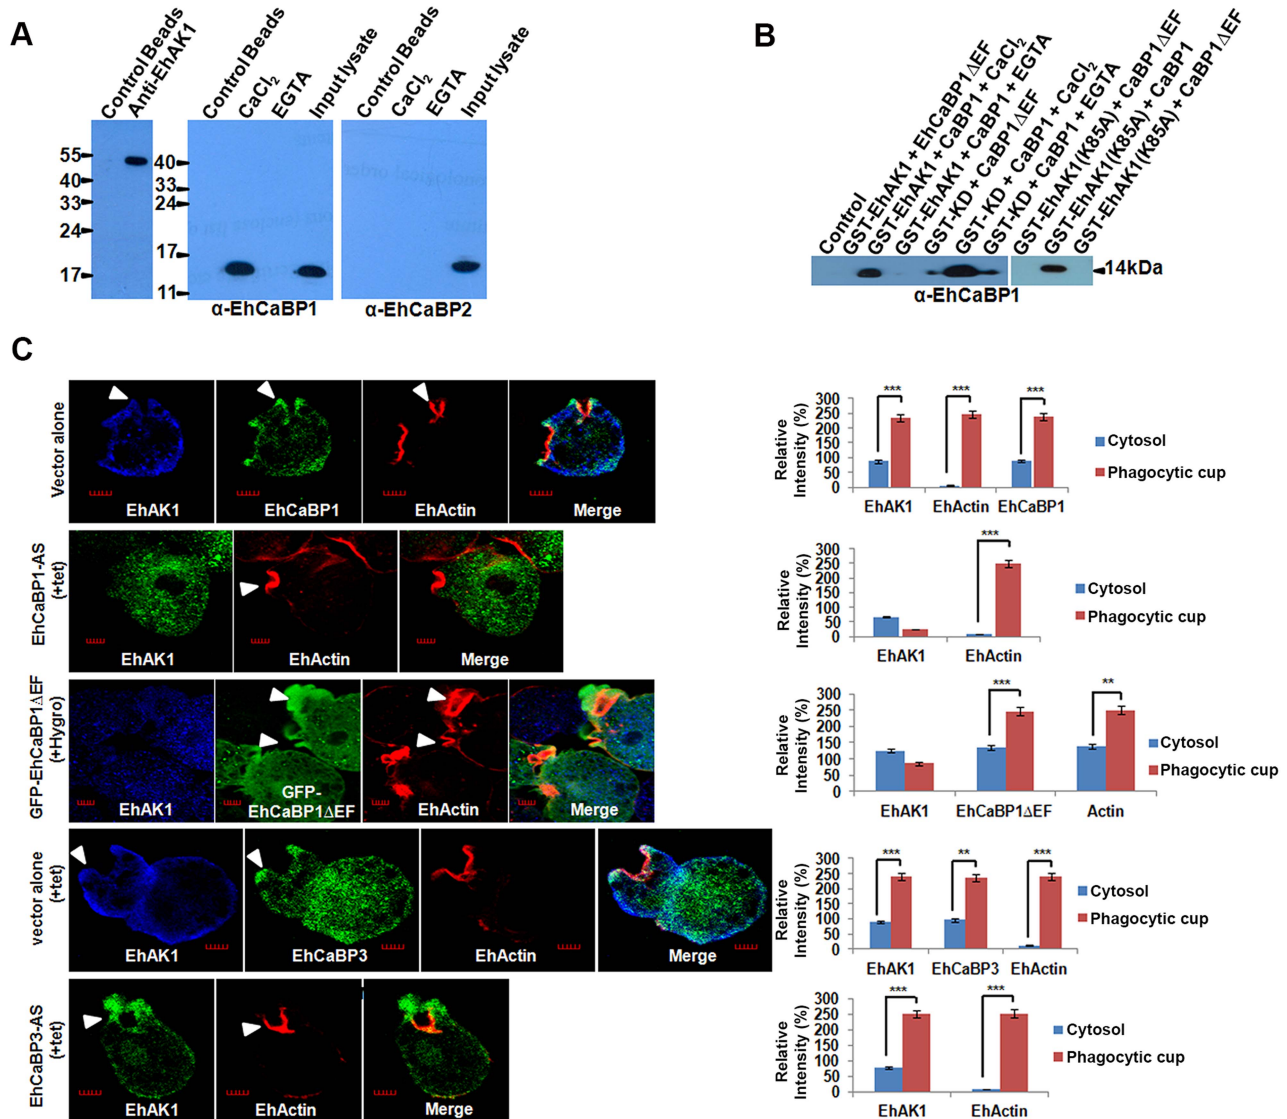 A
Control Beads
Anti-EhAK1
55
40
33
24
17
Control Beads
CaCl2
EGTA
Input lysate
40
33
24
17
11
α-EhCaBP1
Control Beads
CaCl2
EGTA
Input lysate
α-EhCaBP2
B
Control
GST-EhAK1 + EhCaBP1ΔEF
GST-EhAK1 + CaBP1 + CaCl2
GST-EhAK1 + CaBP1 + EGTA
GST-KD + CaBP1ΔEF
GST-KD + CaBP1 + CaCl2
GST-KD + CaBP1 + EGTA
GST-EhAK1(K85A) + CaBP1ΔEF
GST-EhAK1(K85A) + CaBP1
GST-EhAK1(K85A) + CaBP1ΔEF
14kDa
α-EhCaBP1
C
Vector alone
EhAK1
EhCaBP1
EhActin
Merge
Relative
Intensity (%)
300
250
200
150
100
50
0
***
***
***
EhAK1
EhActin
EhCaBP1
Cytosol
Phagocytic cup
EhCaBP1-AS
(+tet)
EhAK1
EhActin
Merge
Relative
Intensity (%)
300
250
200
150
100
50
0
***
EhAK1
EhActin
Cytosol
Phagocytic cup
GFP-EhCaBP1ΔEF
(+Hygro)
EhAK1
GFP-
EhCaBP1ΔEF
EhActin
Merge
Relative
Intensity (%)
300
250
200
150
100
50
0
***
**
EhAK1
EhCaBP1ΔEF
Actin
Cytosol
Phagocytic cup
vector alone
(+tet)
EhAK1
EhCaBP3
EhActin
Merge
Relative
Intensity (%)
300
250
200
150
100
50
0
***
**
***
EhAK1
EhCaBP3
EhActin
Cytosol
Phagocytic cup
EhCaBP3-AS
(+tet)
EhAK1
EhActin
Merge
Relative
Intensity (%)
300
250
200
150
100
50
0
***
***
EhAK1
EhActin
Cytosol
Phagocytic cup